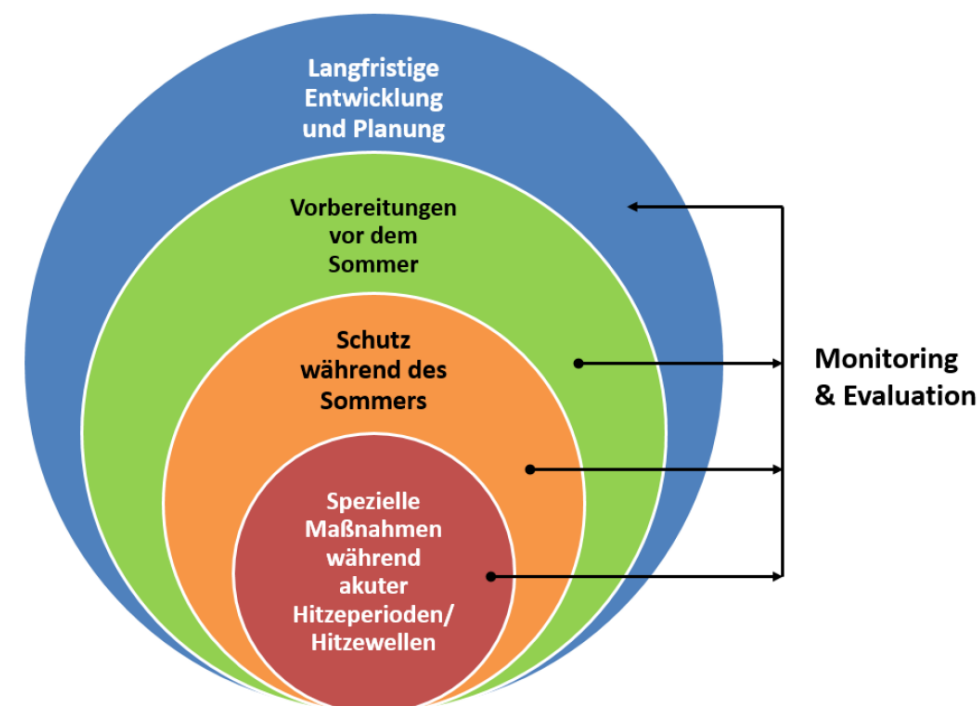 Langfristige
Entwicklung
und Planung
Vorbereitungen
vor dem
Sommer
Schutz
während des
Sommers
Spezielle
Maßnahmen
während
akuter
Hitzeperioden/
Hitzewellen
Monitoring
& Evaluation